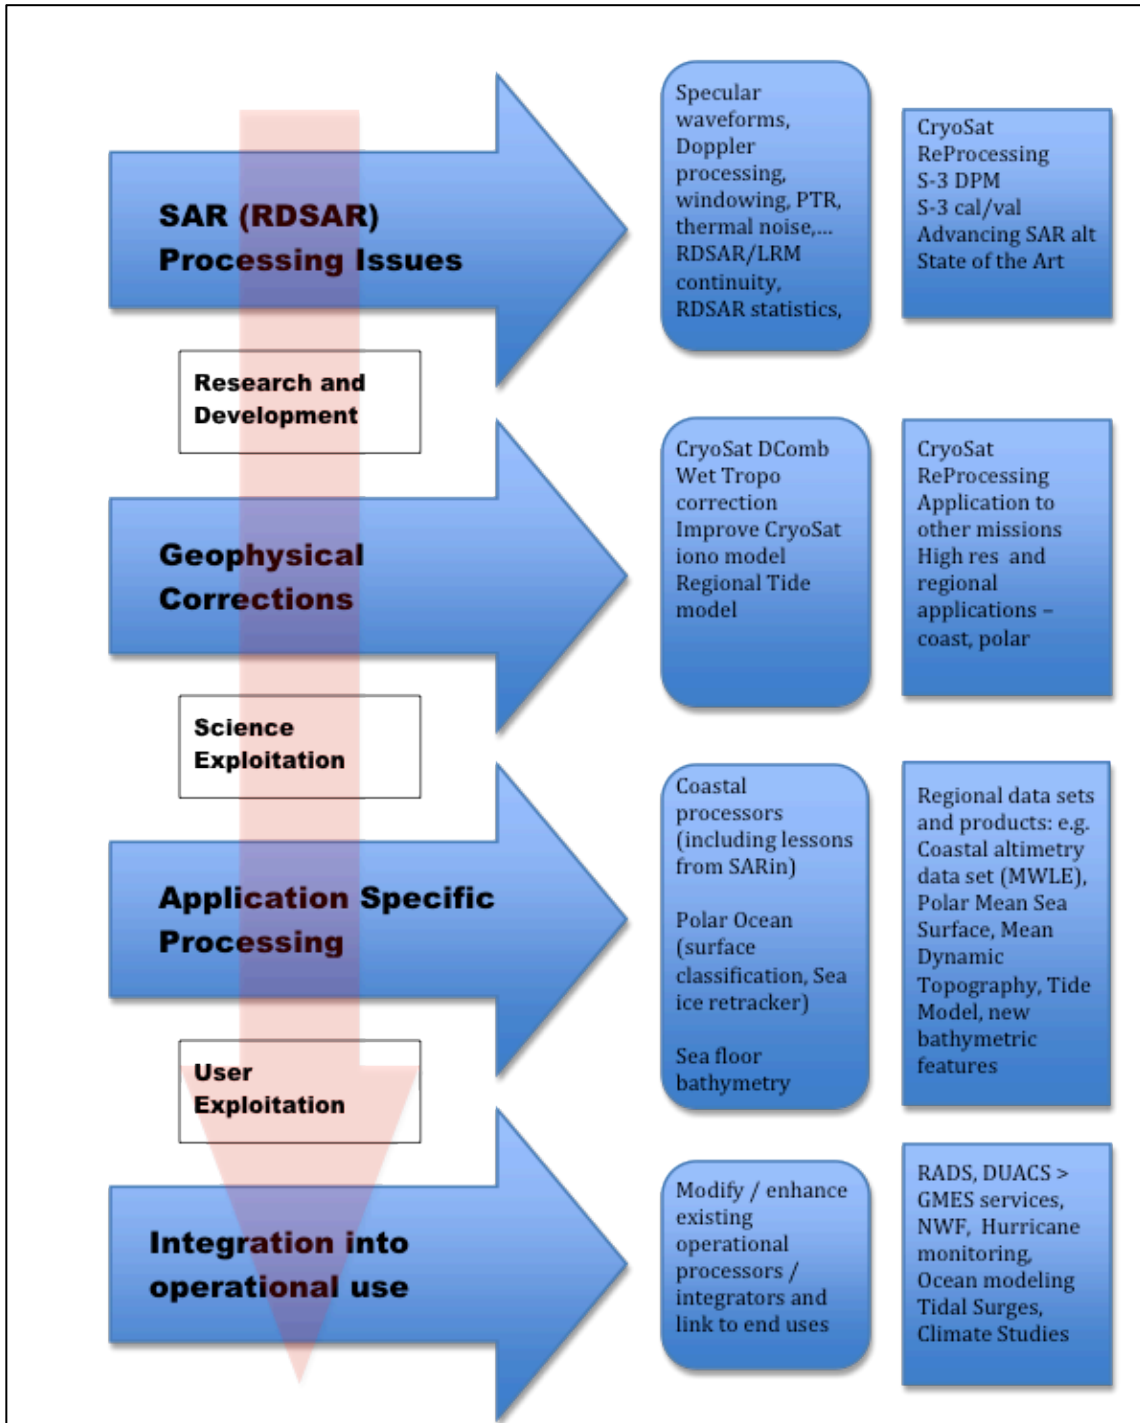 SAR (RDSAR)
Processing Issues
Specular
waveforms,
Doppler
processing,
windowing, PTR,
thermal noise,...
RDSAR/LRM
continuity,
RDSAR statistics,
CryoSat
ReProcessing
S-3 DPM
S-3 cal/val
Advancing SAR alt
State of the Art
Research and
Development
Geophysical
Corrections
CryoSat DComb
Wet Tropo
correction
Improve CryoSat
iono model
Regional Tide
model
CryoSat
ReProcessing
Application to
other missions
High res  and
regional
applications –
coast, polar
Science
Exploitation
Application Specific
Processing
Coastal
processors
(including lessons
from SARin)
Polar Ocean
(surface
classification, Sea
ice retracker)
Sea floor
bathymetry
Regional data sets
and products: e.g.
Coastal altimetry
data set (MWLE),
Polar Mean Sea
Surface, Mean
Dynamic
Topography, Tide
Model, new
bathymetric
features
User
Exploitation
Integration into
operational use
Modify / enhance
existing
operational
processors /
integrators and
link to end uses
RADS, DUACS >
GMES services,
NWF,  Hurricane
monitoring,
Ocean modeling
Tidal Surges,
Climate Studies